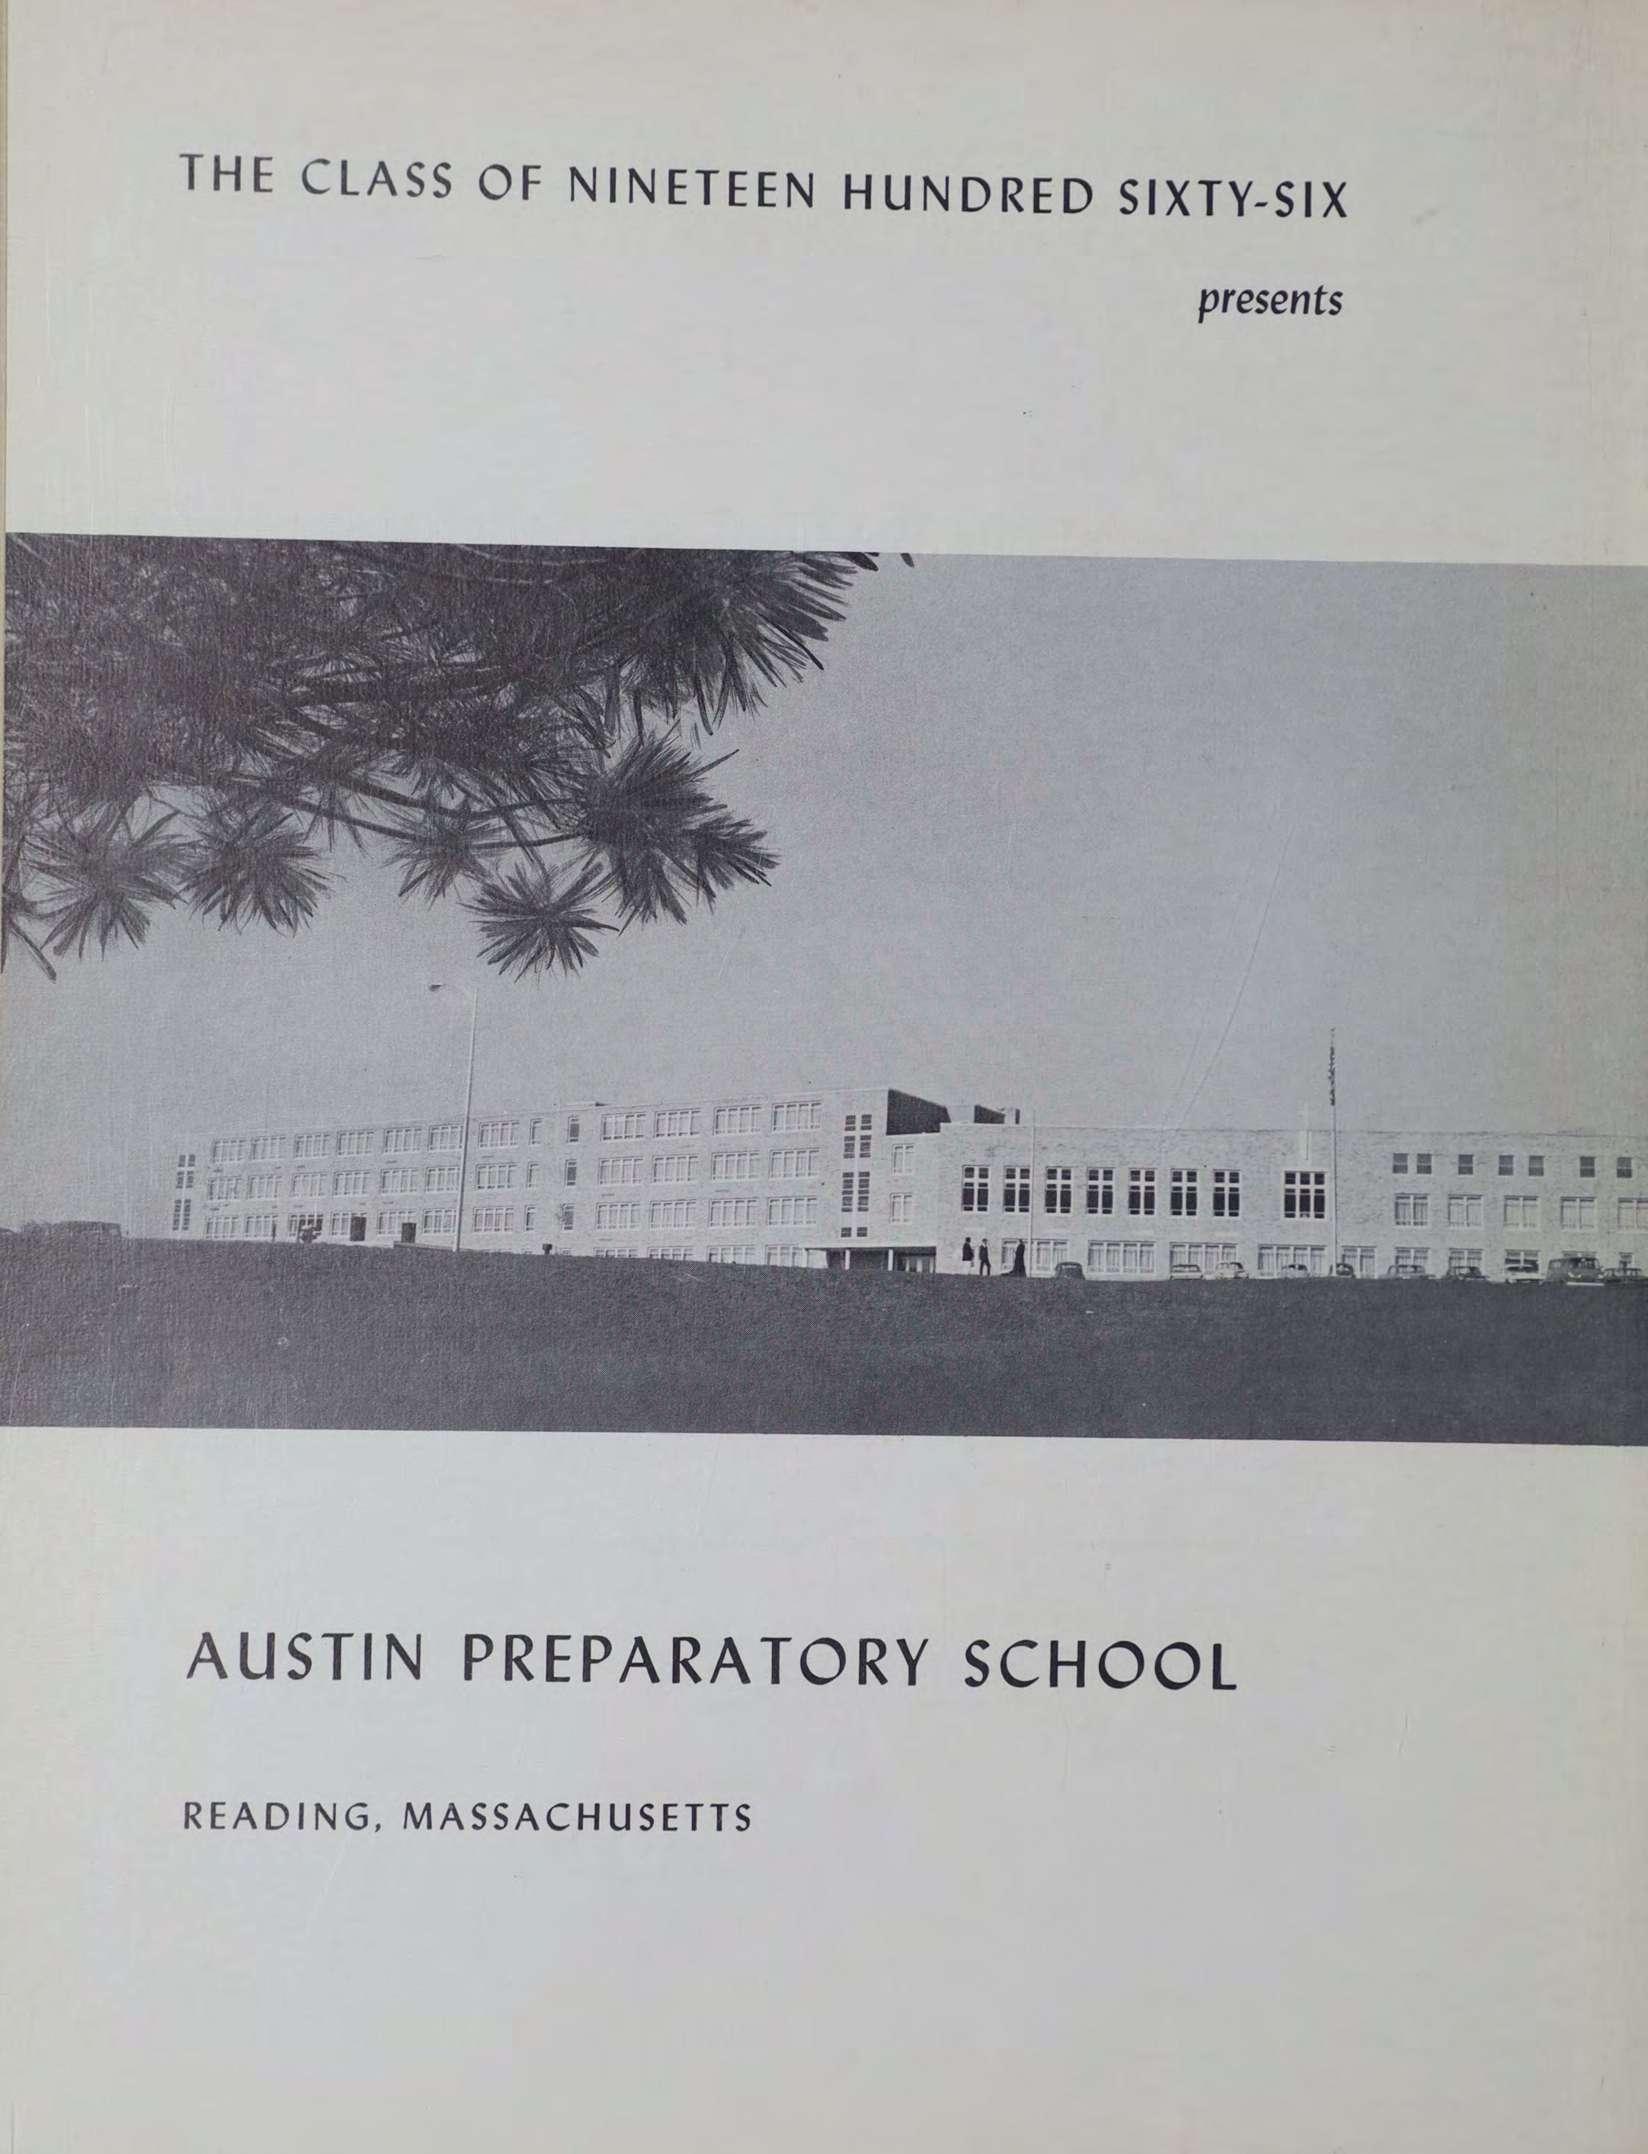 THE CLASS OF NINETEEN HUNDRED SIXTY-SIX
presents
AUSTIN PREPARATORY SCHOOL
READING, MASSACHUSETTS